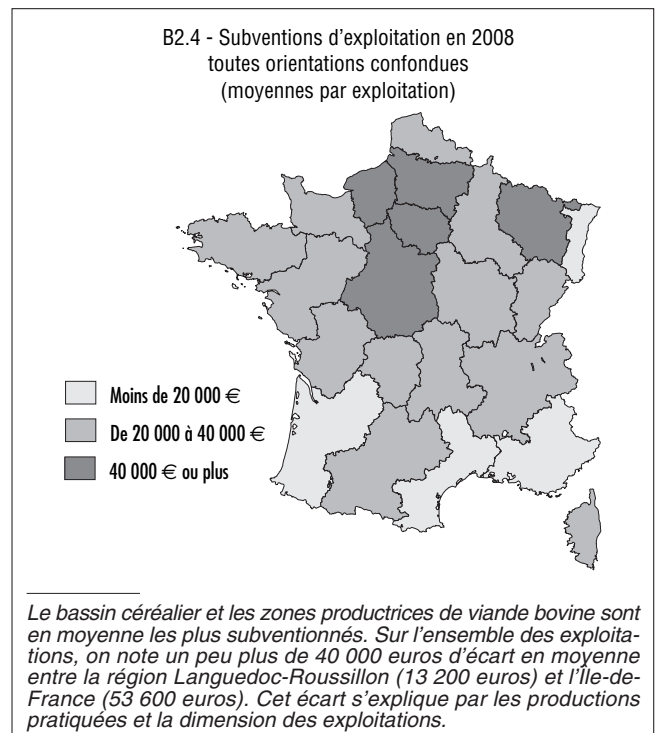 B2.4 - Subventions d’exploitation en 2008
toutes orientations confondues
(moyennes par exploitation)
Moins de 20 000 €
De 20 000 à 40 000 €
40 000 € ou plus
Le bassin céréalier et les zones productrices de viande bovine sont
en moyenne les plus subventionnés. Sur l’ensemble des exploita-
tions, on note un peu plus de 40 000 euros d’écart en moyenne
entre la région Languedoc-Roussillon (13 200 euros) et l’Île-de-
France (53 600 euros). Cet écart s’explique par les productions
pratiquées et la dimension des exploitations.